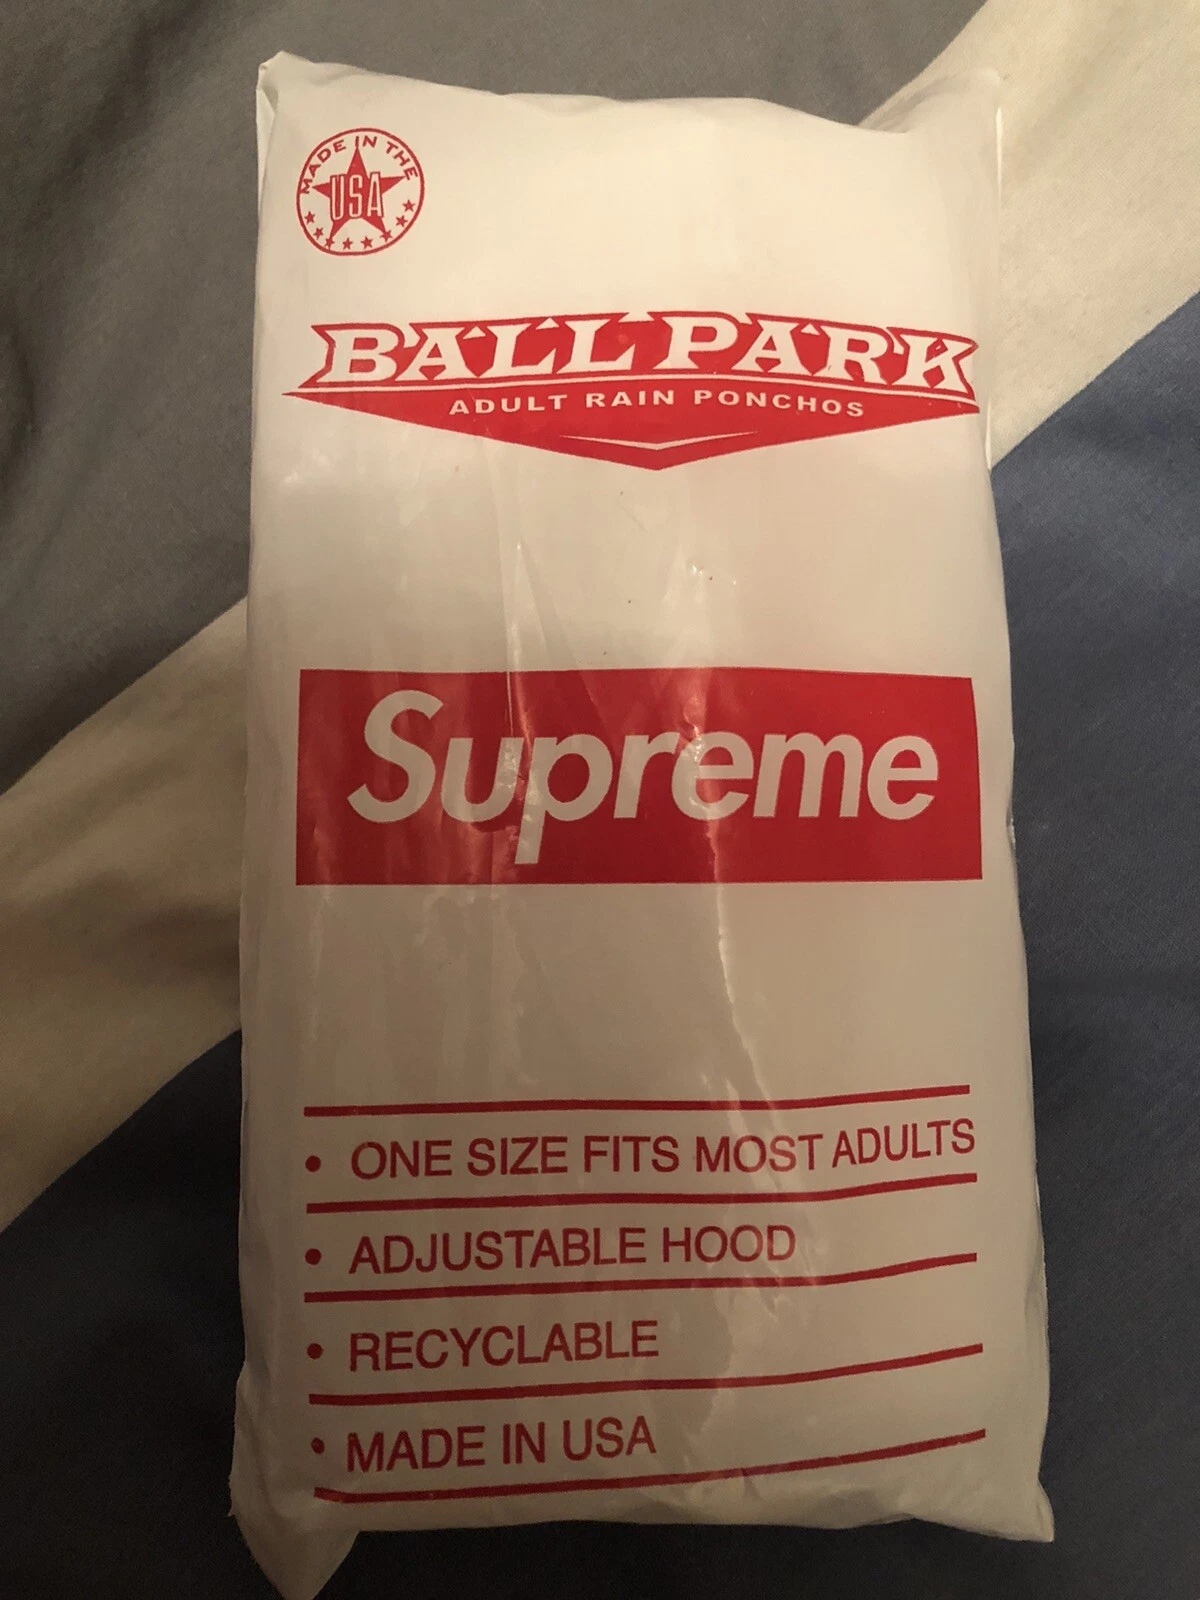 MADE IN THE
USA
BALL PARK
ADULT RAIN PONCHOS
Supreme
• ONE SIZE FITS MOST ADULTS
• ADJUSTABLE HOOD
• RECYCLABLE
• MADE IN USA